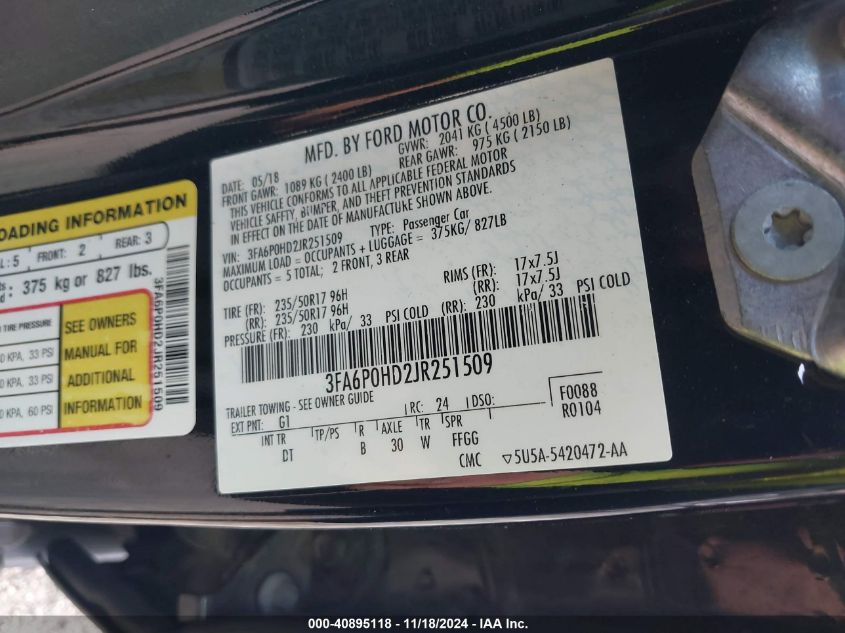 MFD. BY FORD MOTOR CO.
DATE: 05/18 GVWR: 2041 KG ( 4500 LB)
FRONT GAWR: 1089 KG ( 2400 LB) REAR GAWR: 975 KG ( 2150 LB)
THIS VEHICLE CONFORMS TO ALL APPLICABLE FEDERAL MOTOR
VEHICLE SAFETY, BUMPER, AND THEFT PREVENTION STANDARDS
IN EFFECT ON THE DATE OF MANUFACTURE SHOWN ABOVE.
VIN: 3FA6P0HD2JR251509 TYPE: Passenger Car
MAXIMUM LOAD = OCCUPANTS + LUGGAGE = 375KG/ 827LB
OCCUPANTS = 5 TOTAL; 2 FRONT, 3 REAR
TIRE (FR): 235/50R17 96H RIMS (FR): 17x7.5J
(RR): 235/50R17 96H (RR): 17x7.5J
PRESSURE (FR): 230 kPa/ 33 PSI COLD (RR): 230 kPa/ 33 PSI COLD
3FA6P0HD2JR251509
TRAILER TOWING - SEE OWNER GUIDE
EXT PNT: G1 RC: 24 DSO: F0088
R0104
INT TR TP/PS R AXLE TR SPR
DT B 30 W FFGG
CMC ▽5U5A-5420472-AA
OADING INFORMATION
L: 5 FRONT: 2 REAR: 3
: 375 kg or 827 lbs.
TIRE PRESSURE
SEE OWNERS
MANUAL FOR
ADDITIONAL
INFORMATION
0 KPA, 33 PSI
0 KPA, 33 PSI
0 KPA, 60 PSI
3FA6P0HD2JR251509
000-40895118 - 11/18/2024 - IAA Inc.